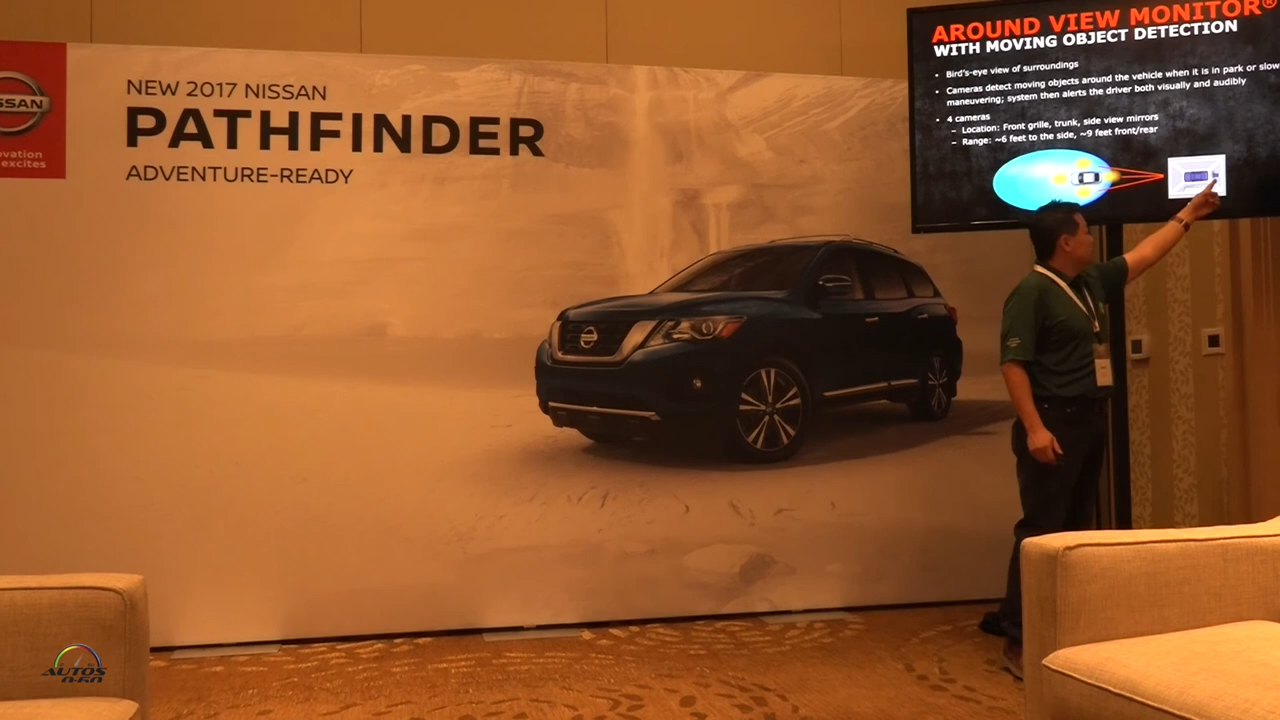 NISSAN
NEW 2017 NISSAN
PATHFINDER
ADVENTURE-READY
AROUND VIEW MONITOR®
WITH MOVING OBJECT DETECTION
• Bird's-eye view of surroundings
• Cameras detect moving objects around the vehicle when it is in park or slow
maneuvering; system then alerts the driver both visually and audibly
• 4 cameras
– Location: Front grille, trunk, side view mirrors
– Range: ~6 feet to the side, ~9 feet front/rear
AUTOS
0-60